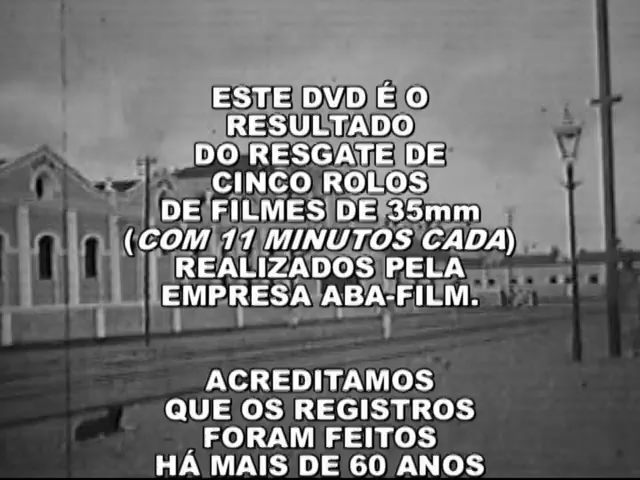 ESTE DVD É O
RESULTADO
DO RESGATE DE
CINCO ROLOS
DE FILMES DE 35mm
(COM 11 MINUTOS CADA)
REALIZADOS PELA
EMPRESA ABA-FILM.
ACREDITAMOS
QUE OS REGISTROS
FORAM FEITOS
HÁ MAIS DE 60 ANOS